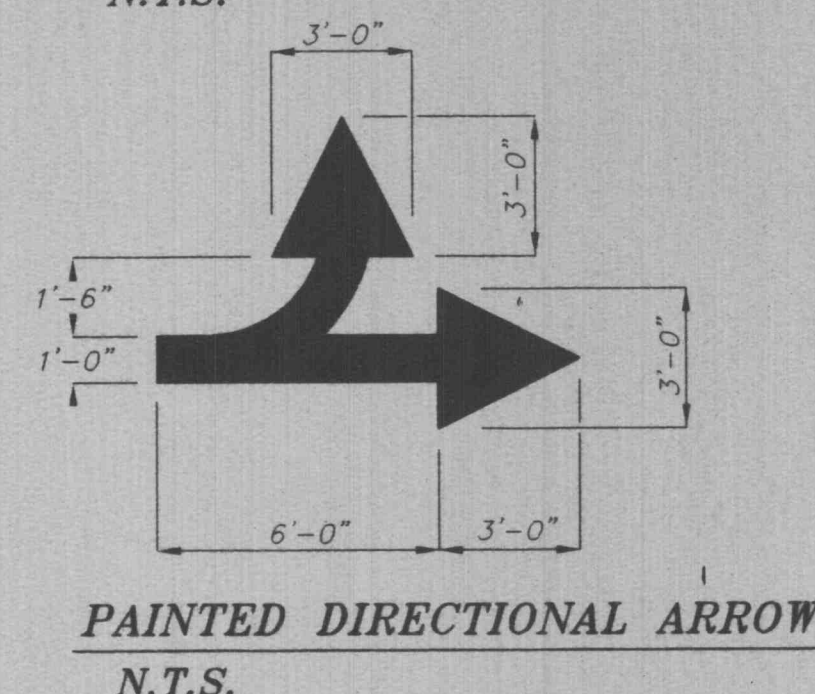 N.T.S.
3'-0"
3'-0"
1'-6"
1'-0"
3'-0"
6'-0"
3'-0"
PAINTED DIRECTIONAL ARROW
N.T.S.